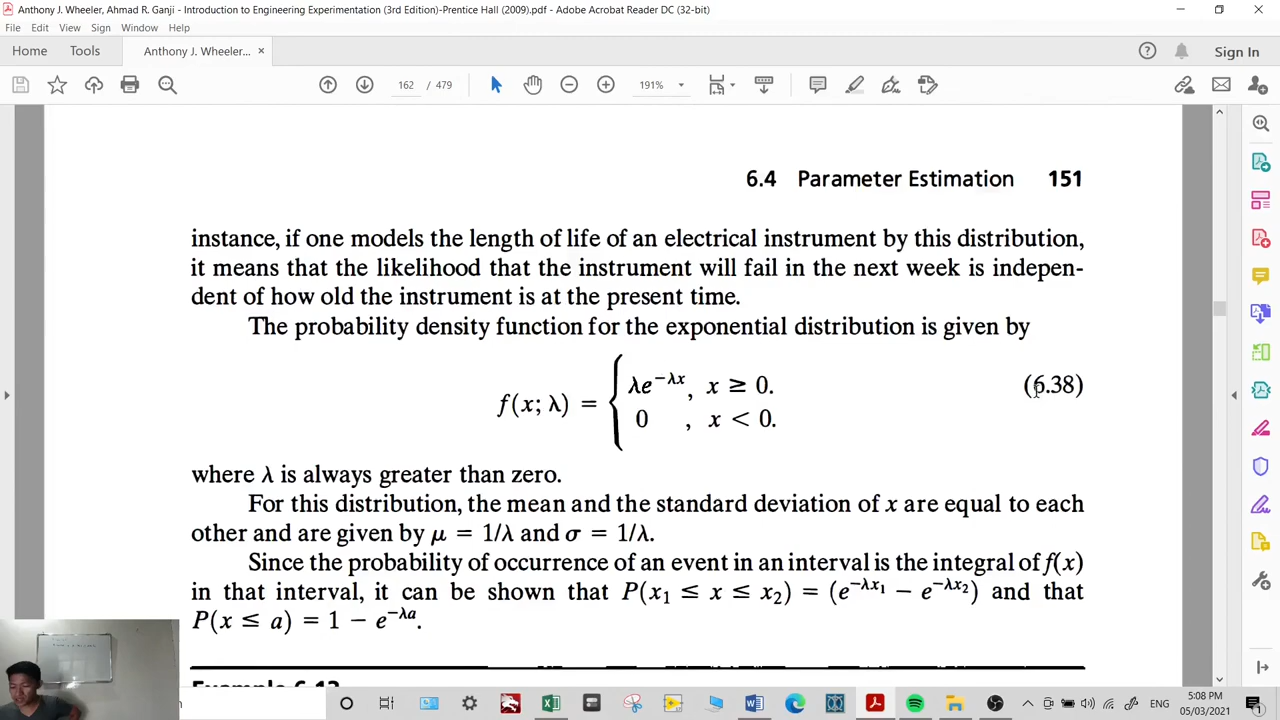 Anthony J. Wheeler, Ahmad R. Ganji - Introduction to Engineering Experimentation (3rd Edition)-Prentice Hall (2009).pdf - Adobe Acrobat Reader DC (32-bit)
File Edit View Sign Window Help
Home Tools Anthony J. Wheeler... × Sign In
162 / 479 191%
6.4 Parameter Estimation 151
instance, if one models the length of life of an electrical instrument by this distribution,
it means that the likelihood that the instrument will fail in the next week is indepen-
dent of how old the instrument is at the present time.
The probability density function for the exponential distribution is given by
f(x; λ) = { λe^{−λx}, x ≥ 0. (6.38)
0 , x < 0.
where λ is always greater than zero.
For this distribution, the mean and the standard deviation of x are equal to each
other and are given by μ = 1/λ and σ = 1/λ.
Since the probability of occurrence of an event in an interval is the integral of f(x)
in that interval, it can be shown that P(x₁ ≤ x ≤ x₂) = (e^{−λx₁} − e^{−λx₂}) and that
P(x ≤ a) = 1 − e^{−λa}.
ENG 5:08 PM
05/03/2021